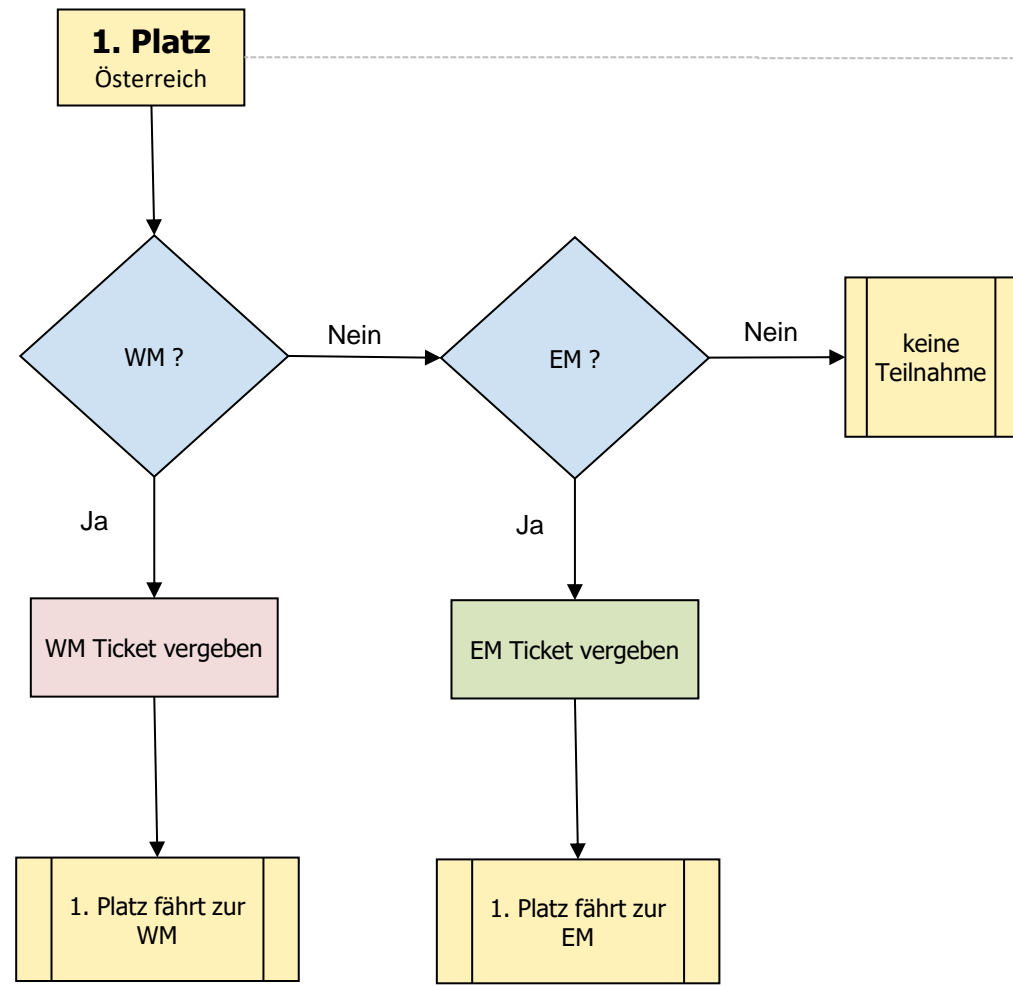 1. Platz
Österreich
WM ?
Nein
EM ?
Nein
keine
Teilnahme
Ja
Ja
WM Ticket vergeben
EM Ticket vergeben
1. Platz fährt zur
WM
1. Platz fährt zur
EM